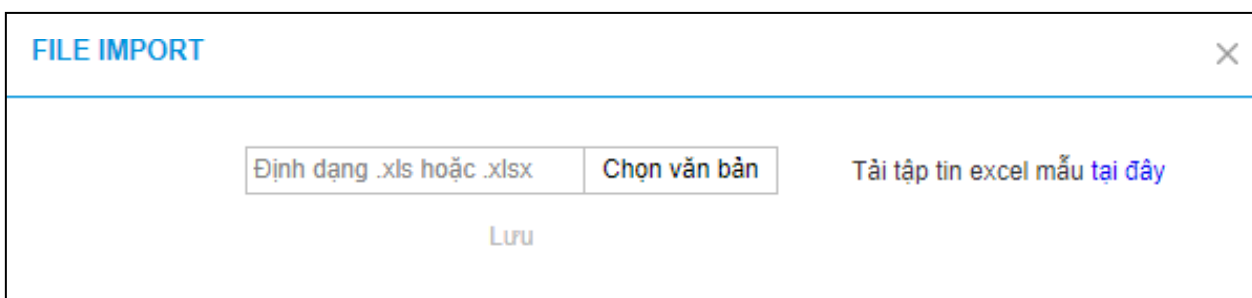 FILE IMPORT
Định dạng .xls hoặc .xlsx Chọn văn bản Tải tập tin excel mẫu tại đây
Lưu